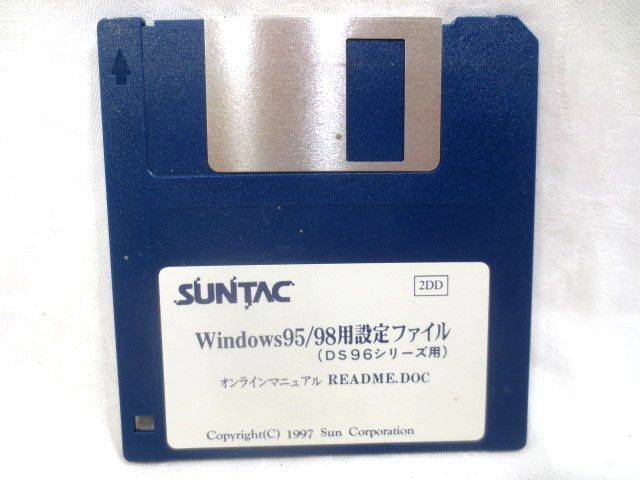 SUNTAC
2DD
Windows95/98用設定ファイル
(DS96シリーズ用)
オンラインマニュアル README.DOC
Copyright(C) 1997 Sun Corporation